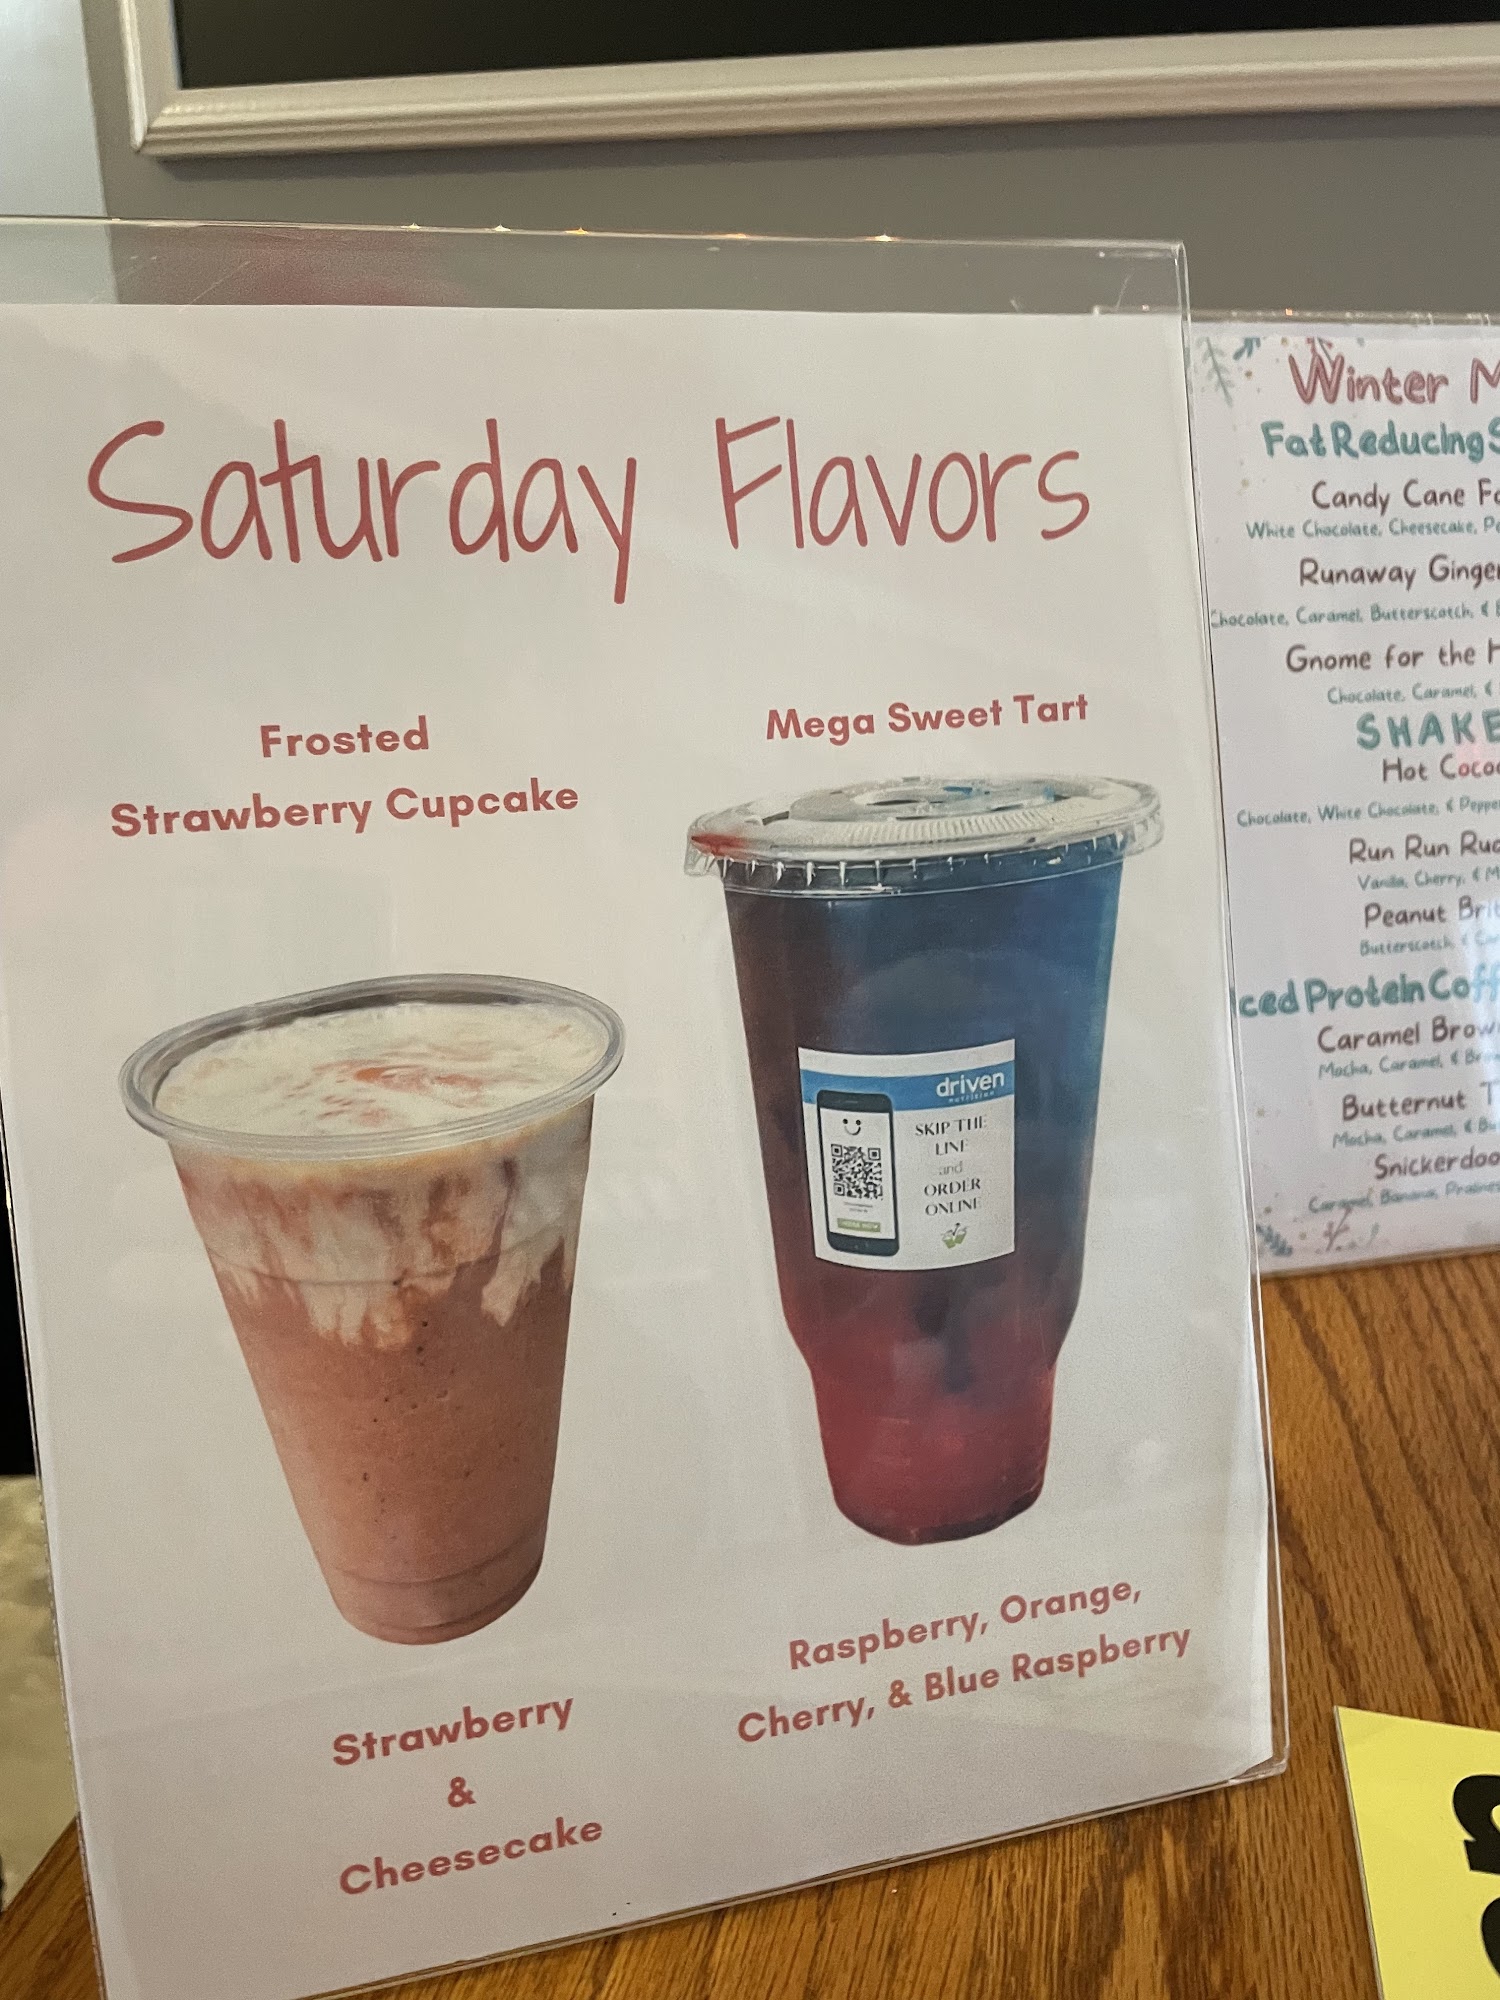 Saturday Flavors
Frosted
Strawberry Cupcake
Mega Sweet Tart
driven
nutrition
SKIP THE
LINE
and
ORDER
ONLINE
Strawberry
&
Cheesecake
Raspberry, Orange,
Cherry, & Blue Raspberry
Winter
Fat Reducing
Candy Cane
White Chocolate, Cheesecake,
Runaway
Chocolate, Caramel, Butterscotch, &
Gnome for the
Chocolate, Caramel, &
SHAKE
Hot
Chocolate, White Chocolate, &
Run Run
Vanilla, Cherry, &
Peanut
Butterscotch, &
Protein
Caramel
Mocha, Caramel, &
Butternut
Mocha, Caramel, &
Caramel, Banana,